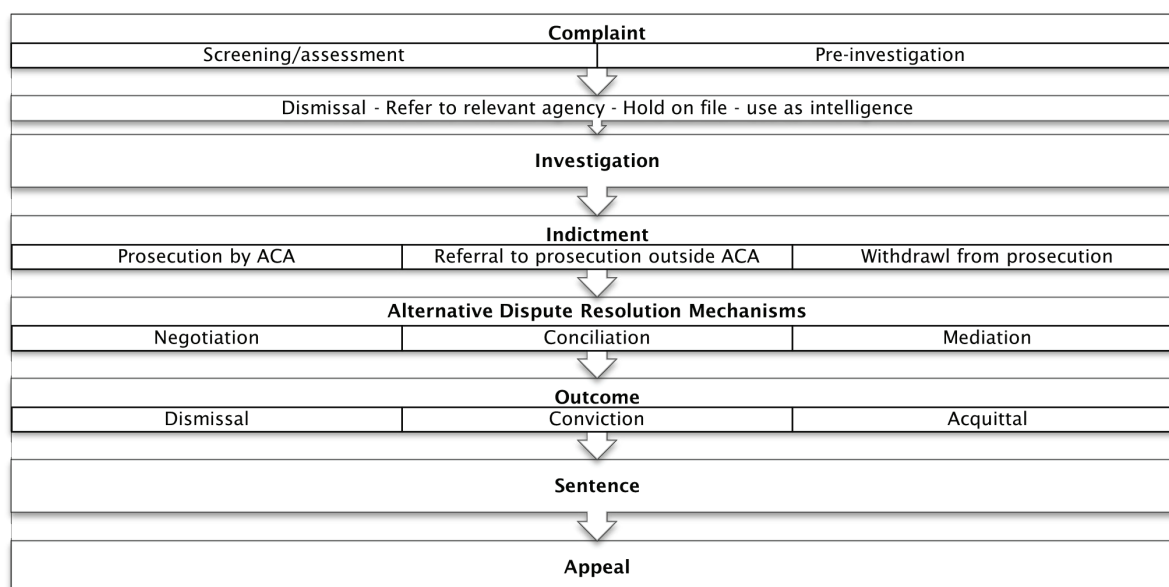 Complaint
Screening/assessment
Pre-investigation
Dismissal - Refer to relevant agency - Hold on file - use as intelligence
Investigation
Indictment
Prosecution by ACA
Referral to prosecution outside ACA
Withdrawl from prosecution
Alternative Dispute Resolution Mechanisms
Negotiation
Conciliation
Mediation
Outcome
Dismissal
Conviction
Acquittal
Sentence
Appeal